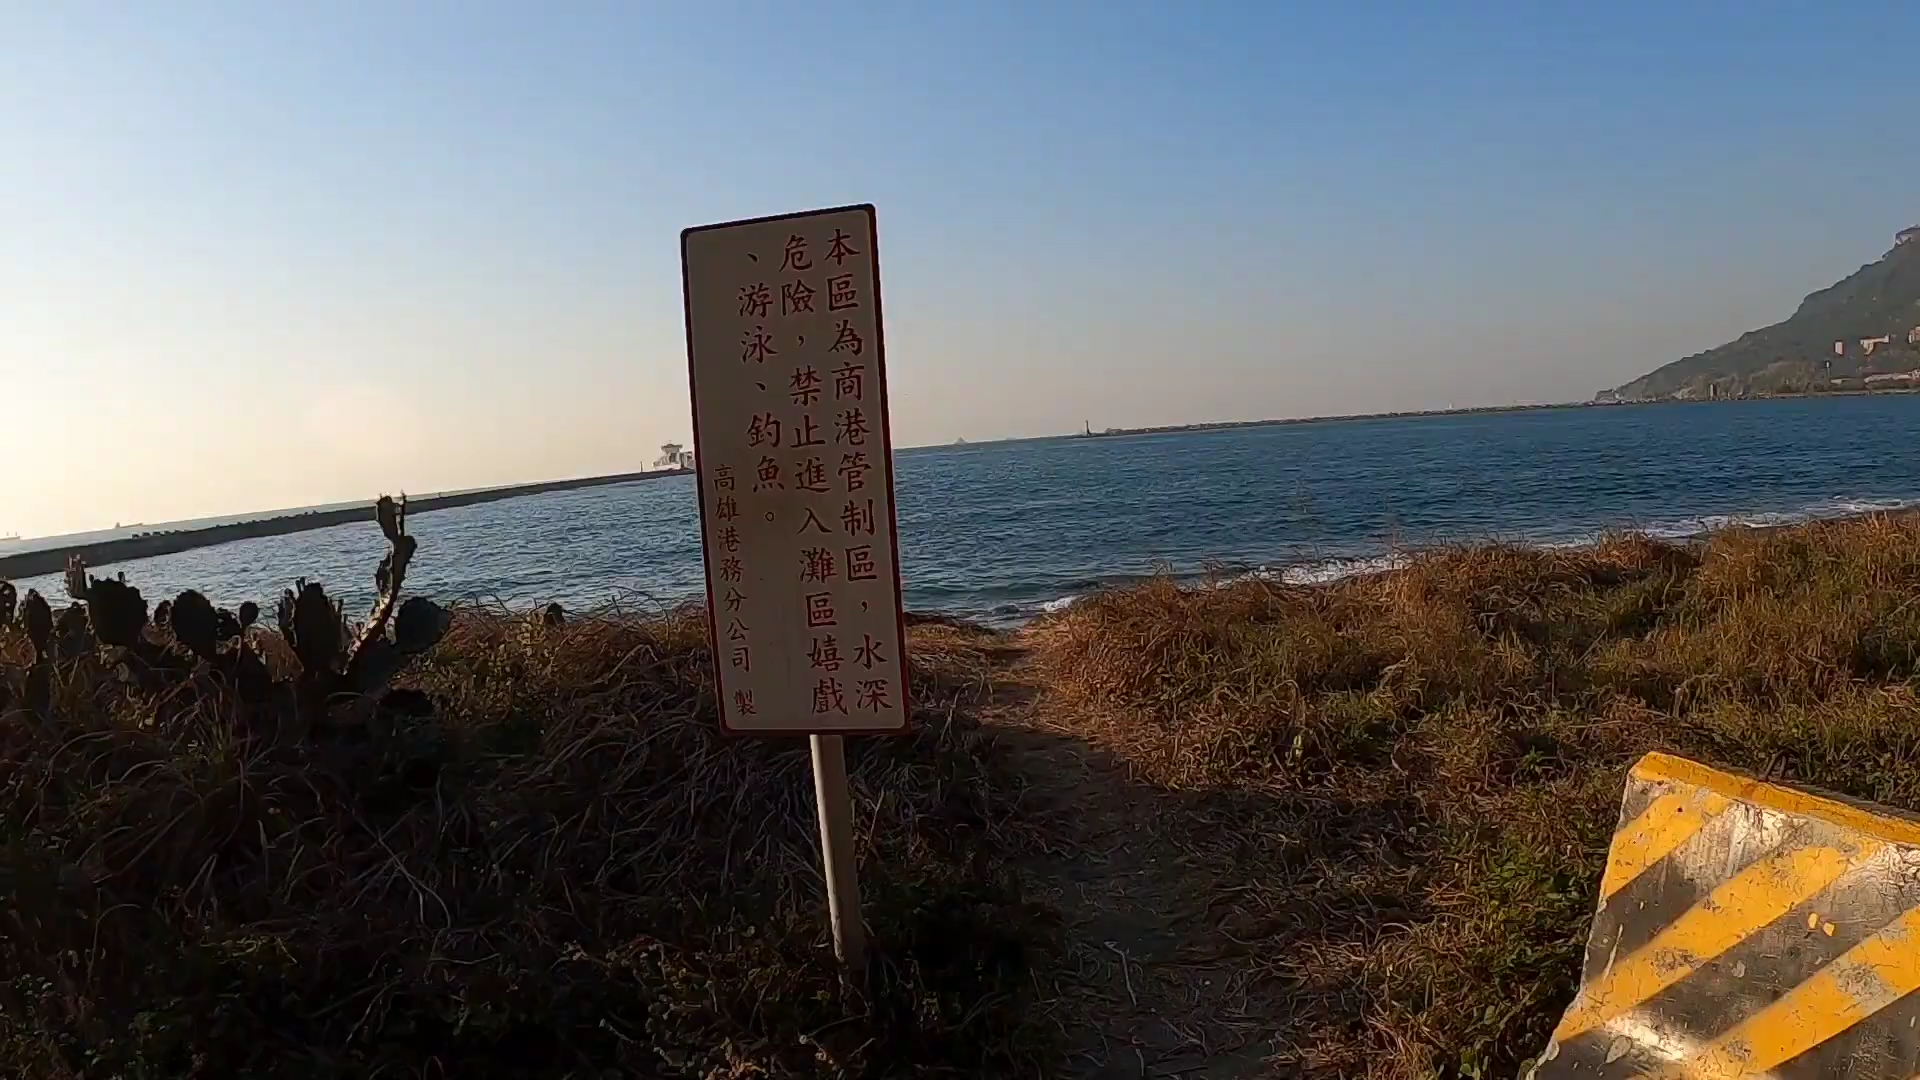 本區為商港管制區，水深
危險，禁止進入灘區嬉戲
、游泳、釣魚。
高雄港務分公司 製